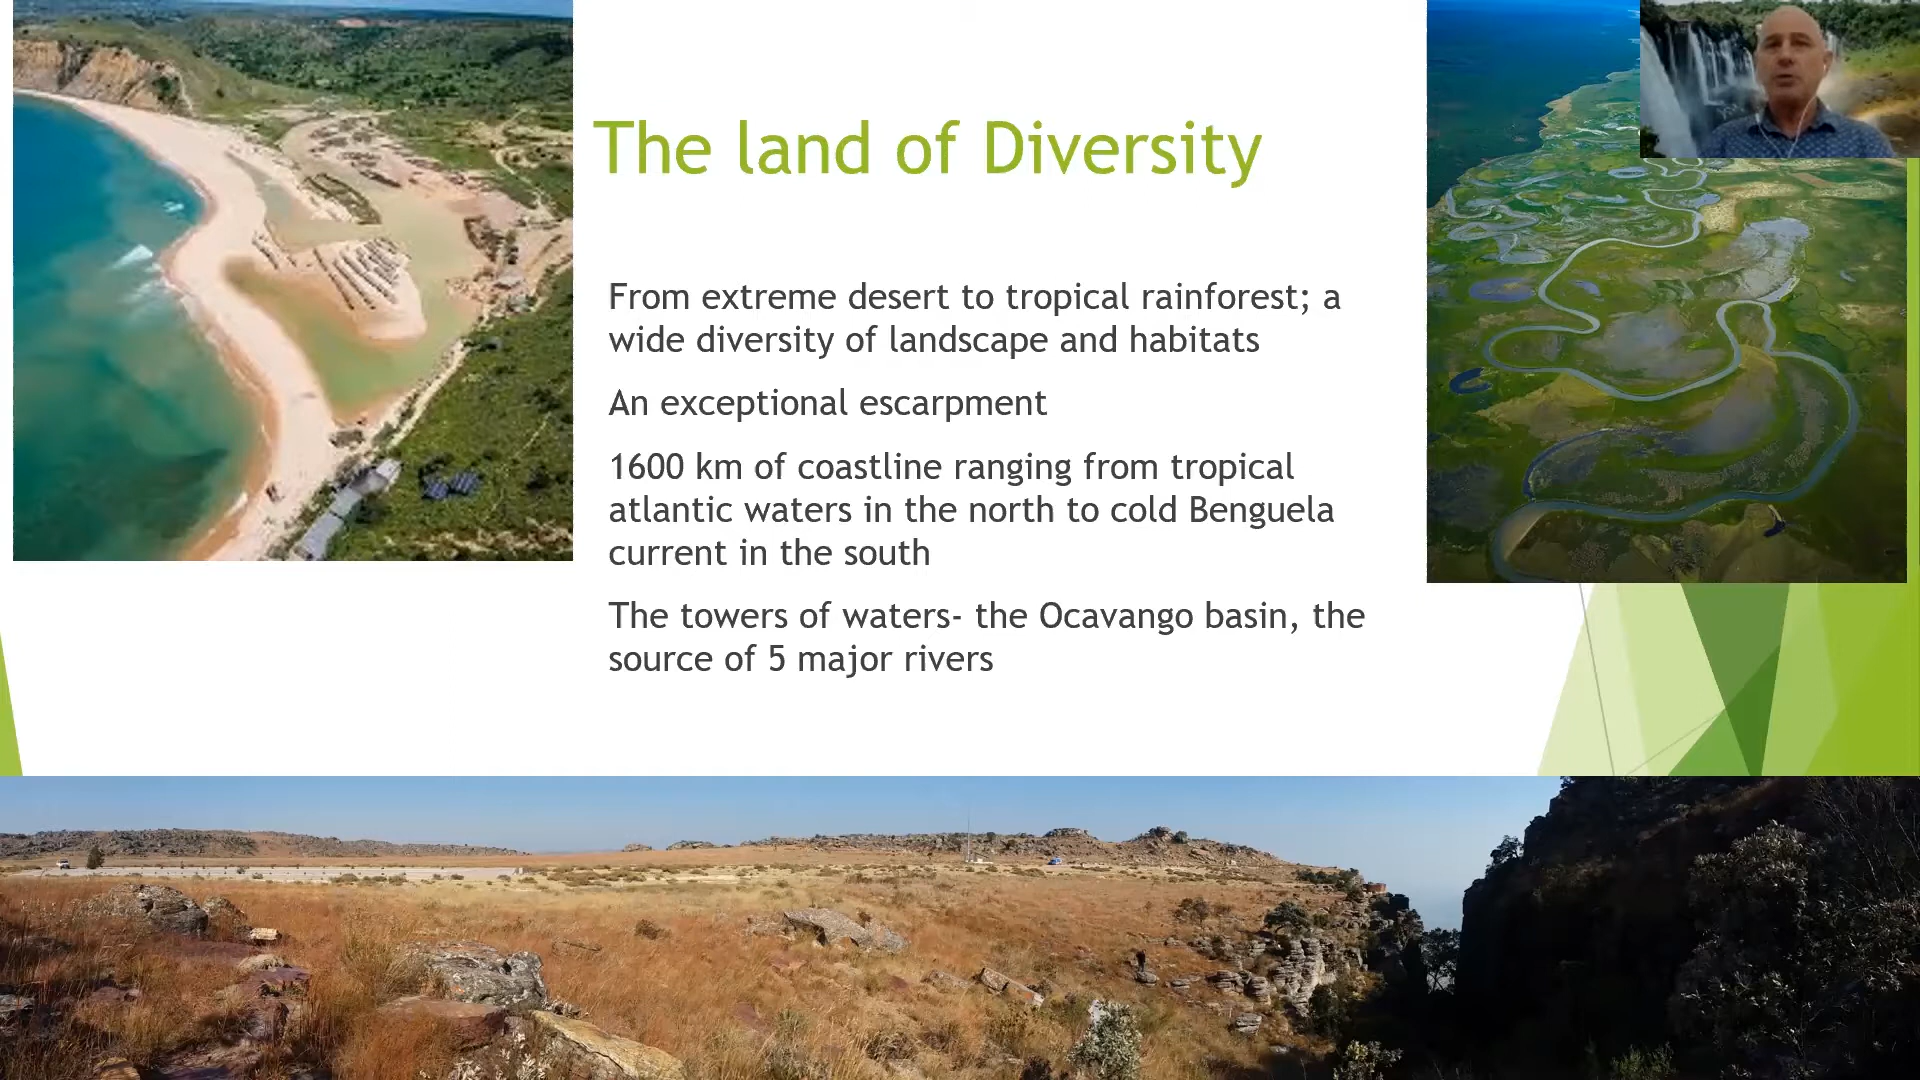 The land of Diversity
From extreme desert to tropical rainforest; a
wide diversity of landscape and habitats
An exceptional escarpment
1600 km of coastline ranging from tropical
atlantic waters in the north to cold Benguela
current in the south
The towers of waters- the Ocavango basin, the
source of 5 major rivers